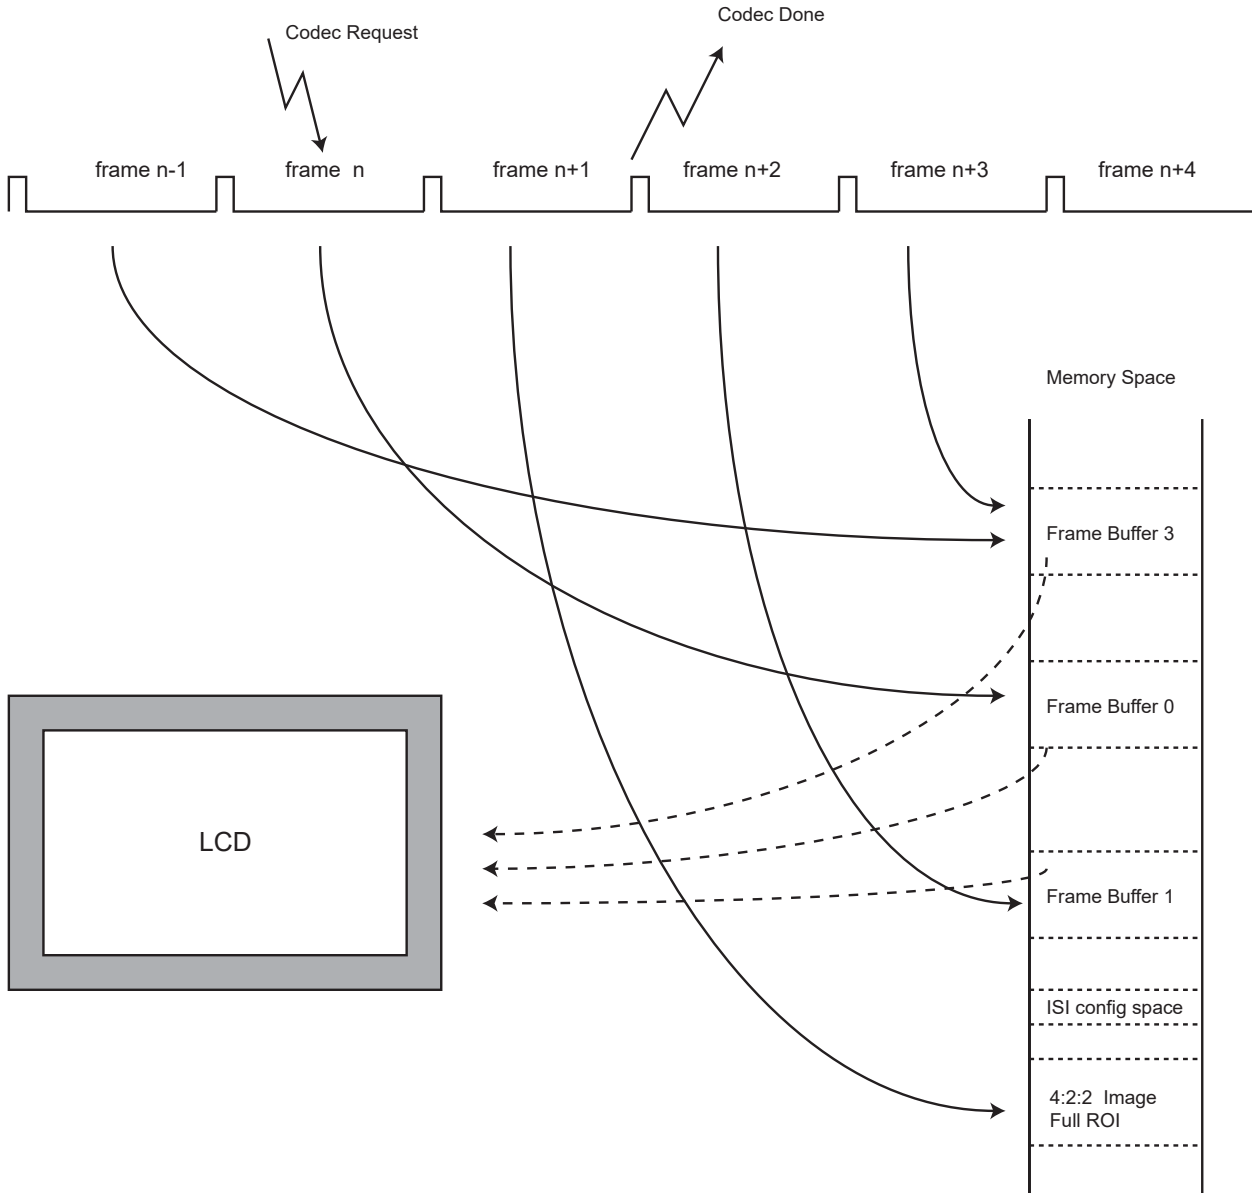 Codec Done
Codec Request
frame n-1
frame n
frame n+1
frame n+2
frame n+3
frame n+4
Memory Space
Frame Buffer 3
Frame Buffer 0
LCD
Frame Buffer 1
ISI config space
4:2:2 Image
Full ROI